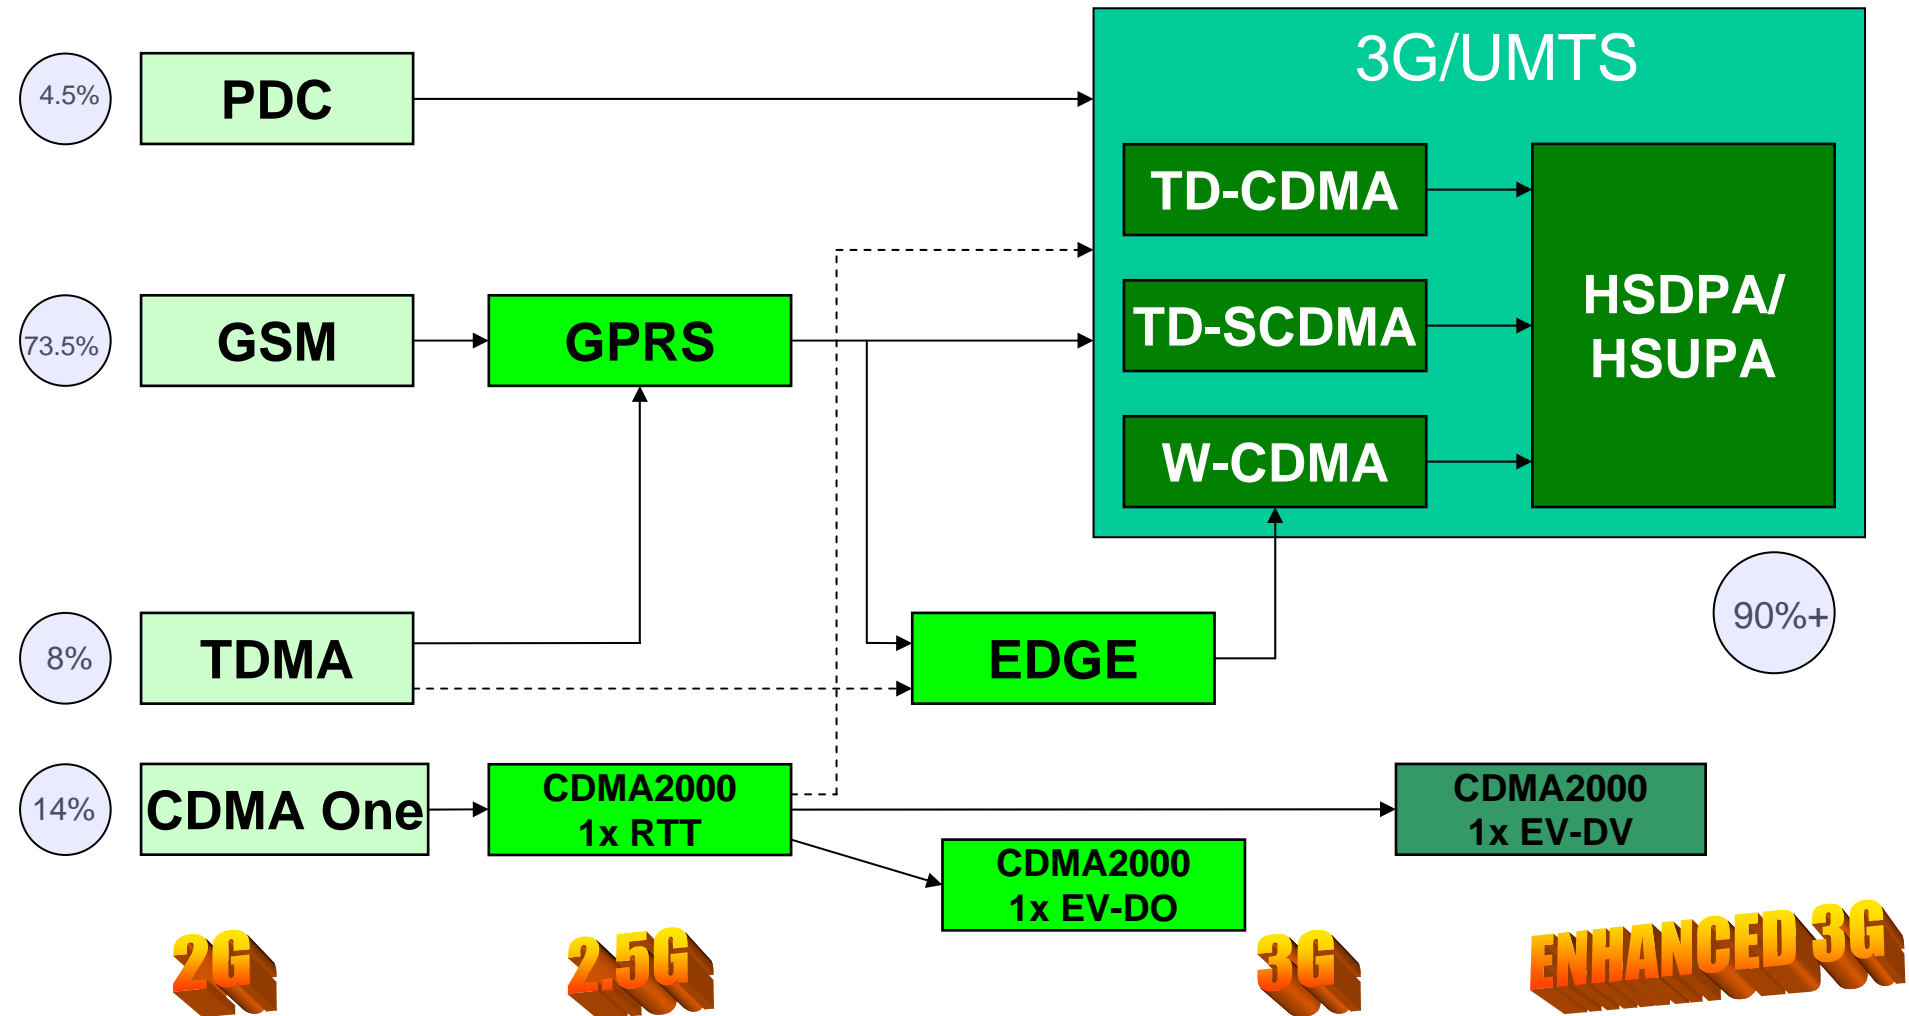 3G/UMTS
4.5%
PDC
TD-CDMA
HSDPA/
HSUPA
73.5%
GSM
GPRS
TD-SCDMA
W-CDMA
90%+
8%
TDMA
EDGE
14%
CDMA One
CDMA2000
1x RTT
CDMA2000
1x EV-DV
CDMA2000
1x EV-DO
2G
2.5G
3G
ENHANCED 3G